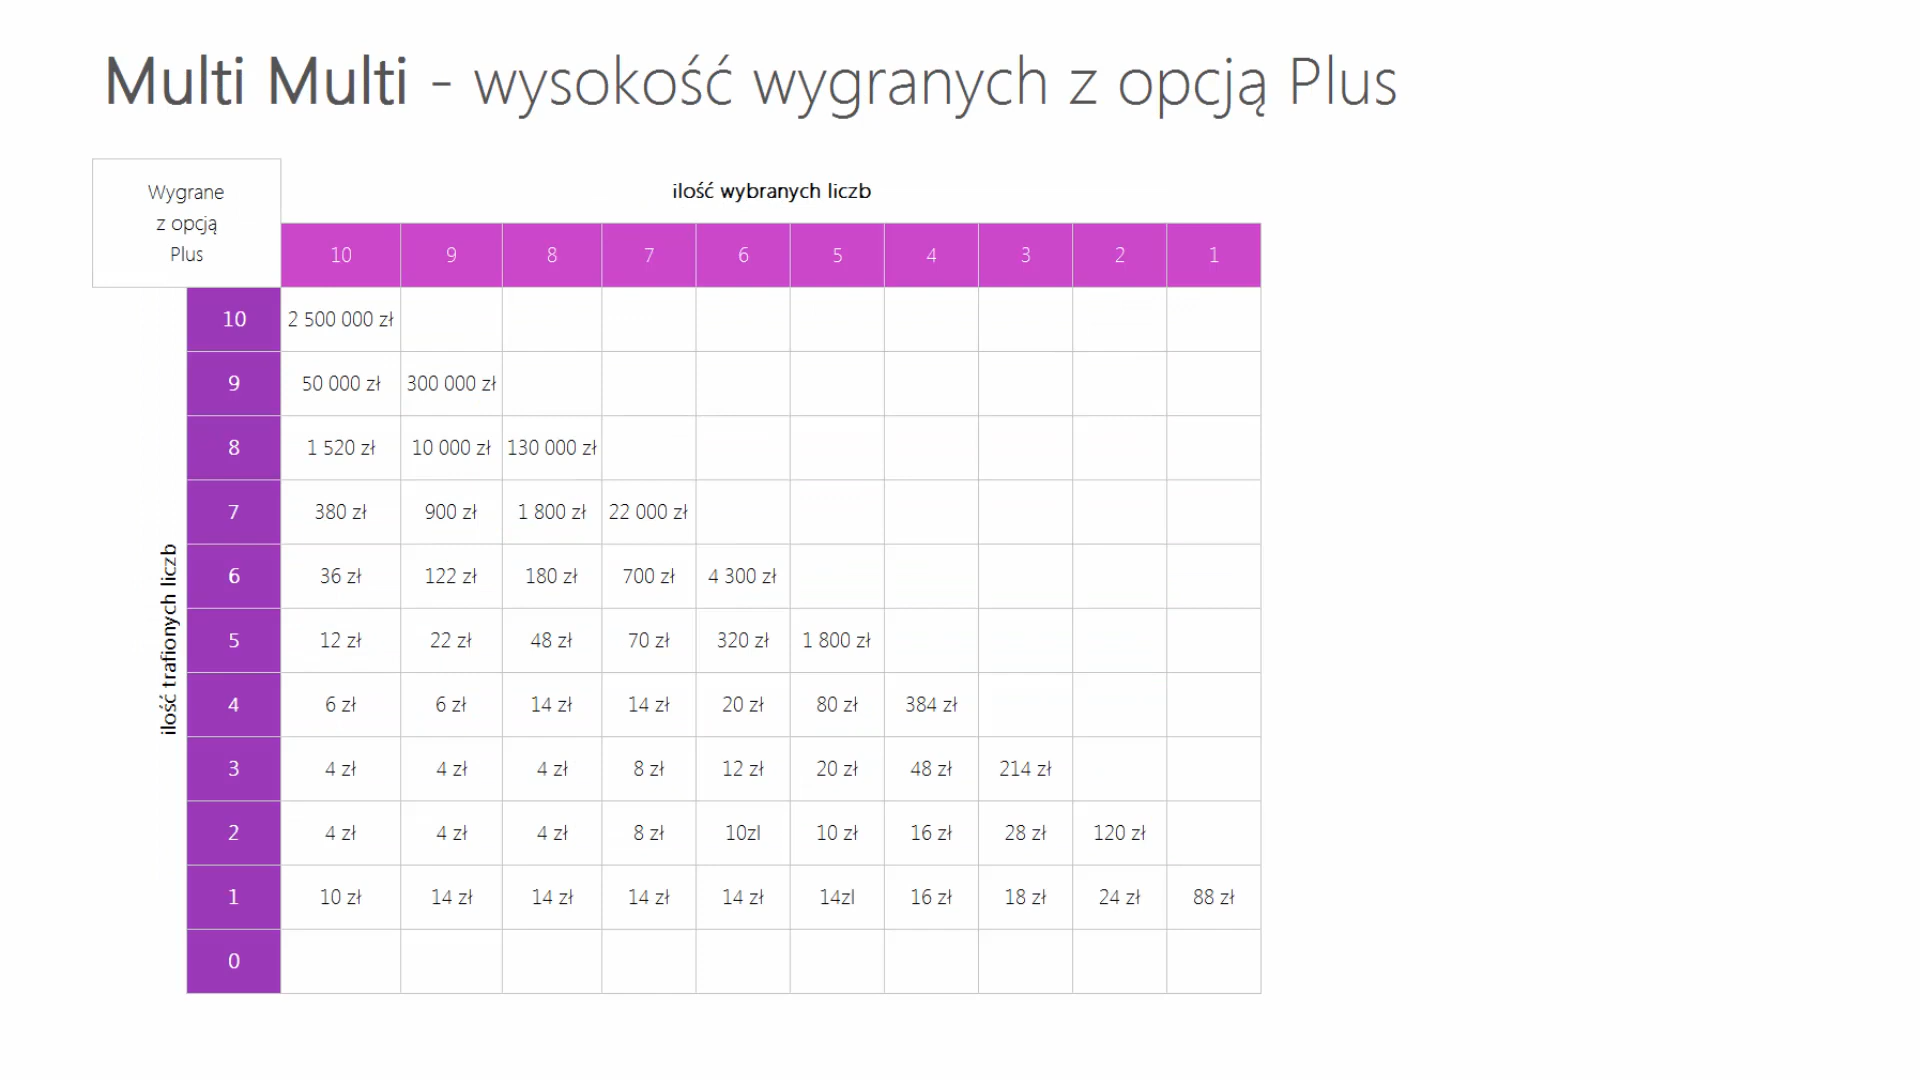 Multi Multi - wysokość wygranych z opcją Plus
Wygrane
z opcją
Plus
ilość wybranych liczb
10 9 8 7 6 5 4 3 2 1
ilość trafionych liczb
10 2 500 000 zł
9 50 000 zł 300 000 zł
8 1 520 zł 10 000 zł 130 000 zł
7 380 zł 900 zł 1 800 zł 22 000 zł
6 36 zł 122 zł 180 zł 700 zł 4 300 zł
5 12 zł 22 zł 48 zł 70 zł 320 zł 1 800 zł
4 6 zł 6 zł 14 zł 14 zł 20 zł 80 zł 384 zł
3 4 zł 4 zł 4 zł 8 zł 12 zł 20 zł 48 zł 214 zł
2 4 zł 4 zł 4 zł 8 zł 10zl 10 zł 16 zł 28 zł 120 zł
1 10 zł 14 zł 14 zł 14 zł 14 zł 14zl 16 zł 18 zł 24 zł 88 zł
0